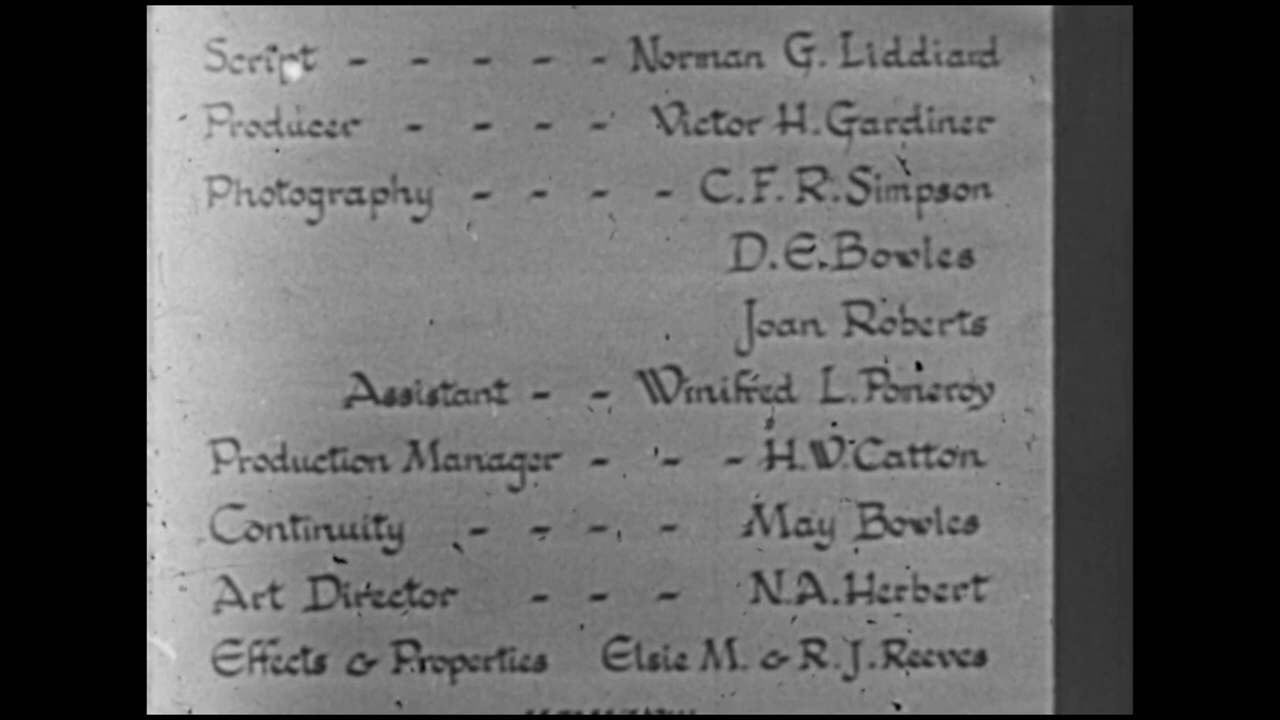 Script - - - - - Norman G. Liddiard
Producer - - - - Victor H. Gardiner
Photography - - - - C.F.R. Simpson
D.E. Bowles
Joan Roberts
Assistant - - Winifred L. Pomeroy
Production Manager - - - H.W. Catton
Continuity - - - - May Bowles
Art Director - - - N.A. Herbert
Effects & Properties Elsie M. & R.J. Reeves